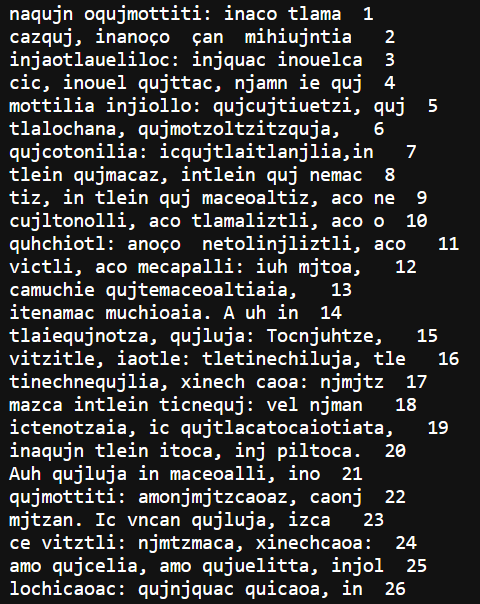 naqujn oqujmottiti: inaco tlama 1
cazquj, inanoço çan mihiujntia 2
injaotlaueliloc: injquac inouelca 3
cic, inouel qujttac, njamn ie quj 4
mottilia injiollo: qujcujtiuetzi, quj 5
tlalochana, qujmotzoltzitzquja, 6
qujcotonilia: icqujtlaitlanjlia,in 7
tlein qujmacaz, intlein quj nemac 8
tiz, in tlein quj maceoaltiz, aco ne 9
cujltonolli, aco tlamaliztli, aco o 10
quhchiotl: anoço netolinjliztli, aco 11
victli, aco mecapalli: iuh mjtoa, 12
camuchie qujtemaceoaltiaia, 13
itenamac muchioaia. A uh in 14
tlaiequjnotza, qujluja: Tocnjuhtze, 15
vitzitle, iaotle: tletinechiluja, tle 16
tinechnequjlia, xinech caoa: njmjtz 17
mazca intlein ticnequj: vel njman 18
ictenotzaia, ic qujtlacatocaiotiata, 19
inaqujn tlein itoca, inj piltoca. 20
Auh qujluja in maceoalli, ino 21
qujmottiti: amonjmjtzcaoaz, caonj 22
mjtzan. Ic vncan qujluja, izca 23
ce vitztli: njmtzmaca, xinechcaoa: 24
amo qujcelia, amo qujuelitta, injol 25
lochicaoac: qujnjquac quicaoa, in 26